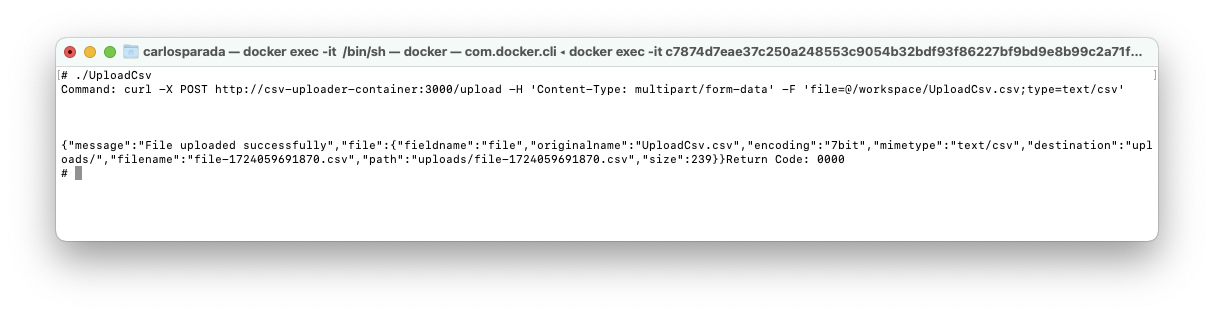 carlosparada — docker exec -it /bin/sh — docker — com.docker.cli ◂ docker exec -it c7874d7eae37c250a248553c9054b32bdf93f86227bf9bd9e8b99c2a71f...
[# ./UploadCsv ]
Command: curl -X POST http://csv-uploader-container:3000/upload -H 'Content-Type: multipart/form-data' -F 'file=@/workspace/UploadCsv.csv;type=text/csv'
{"message":"File uploaded successfully","file":{"fieldname":"file","originalname":"UploadCsv.csv","encoding":"7bit","mimetype":"text/csv","destination":"upl
oads/","filename":"file-1724059691870.csv","path":"uploads/file-1724059691870.csv","size":239}}Return Code: 0000
#